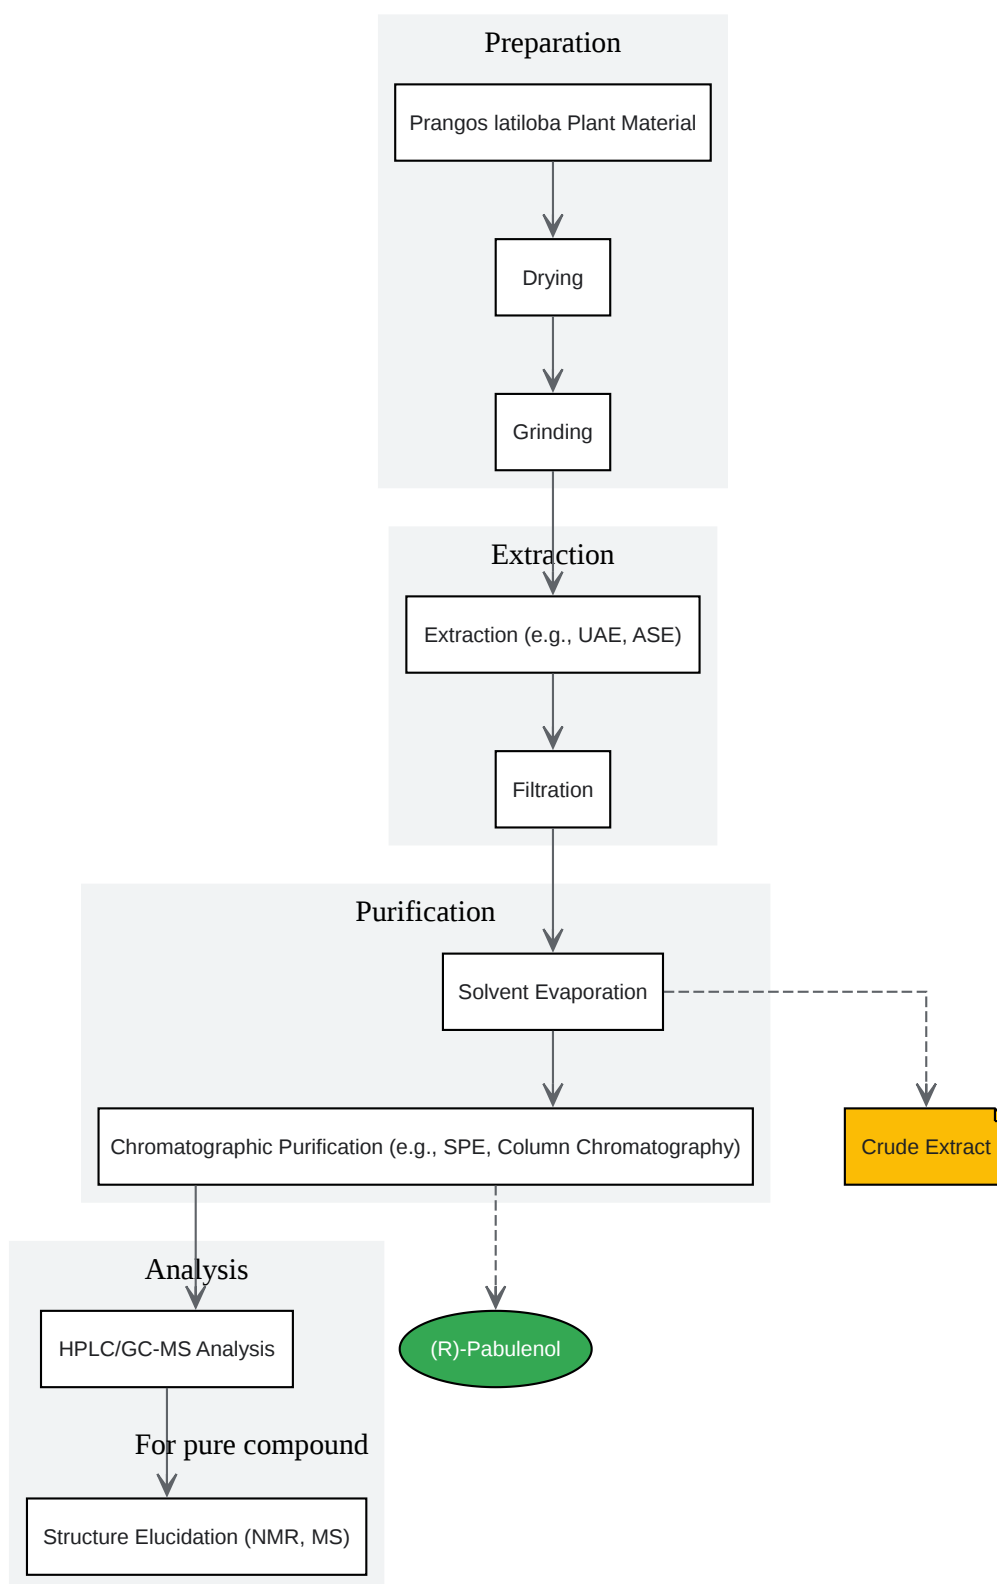 Preparation
Prangos latiloba Plant Material
Drying
Grinding
Extraction
Extraction (e.g., UAE, ASE)
Filtration
Purification
Solvent Evaporation
Chromatographic Purification (e.g., SPE, Column Chromatography)
Crude Extract
Analysis
HPLC/GC-MS Analysis
(R)-Pabulenol
For pure compound
Structure Elucidation (NMR, MS)